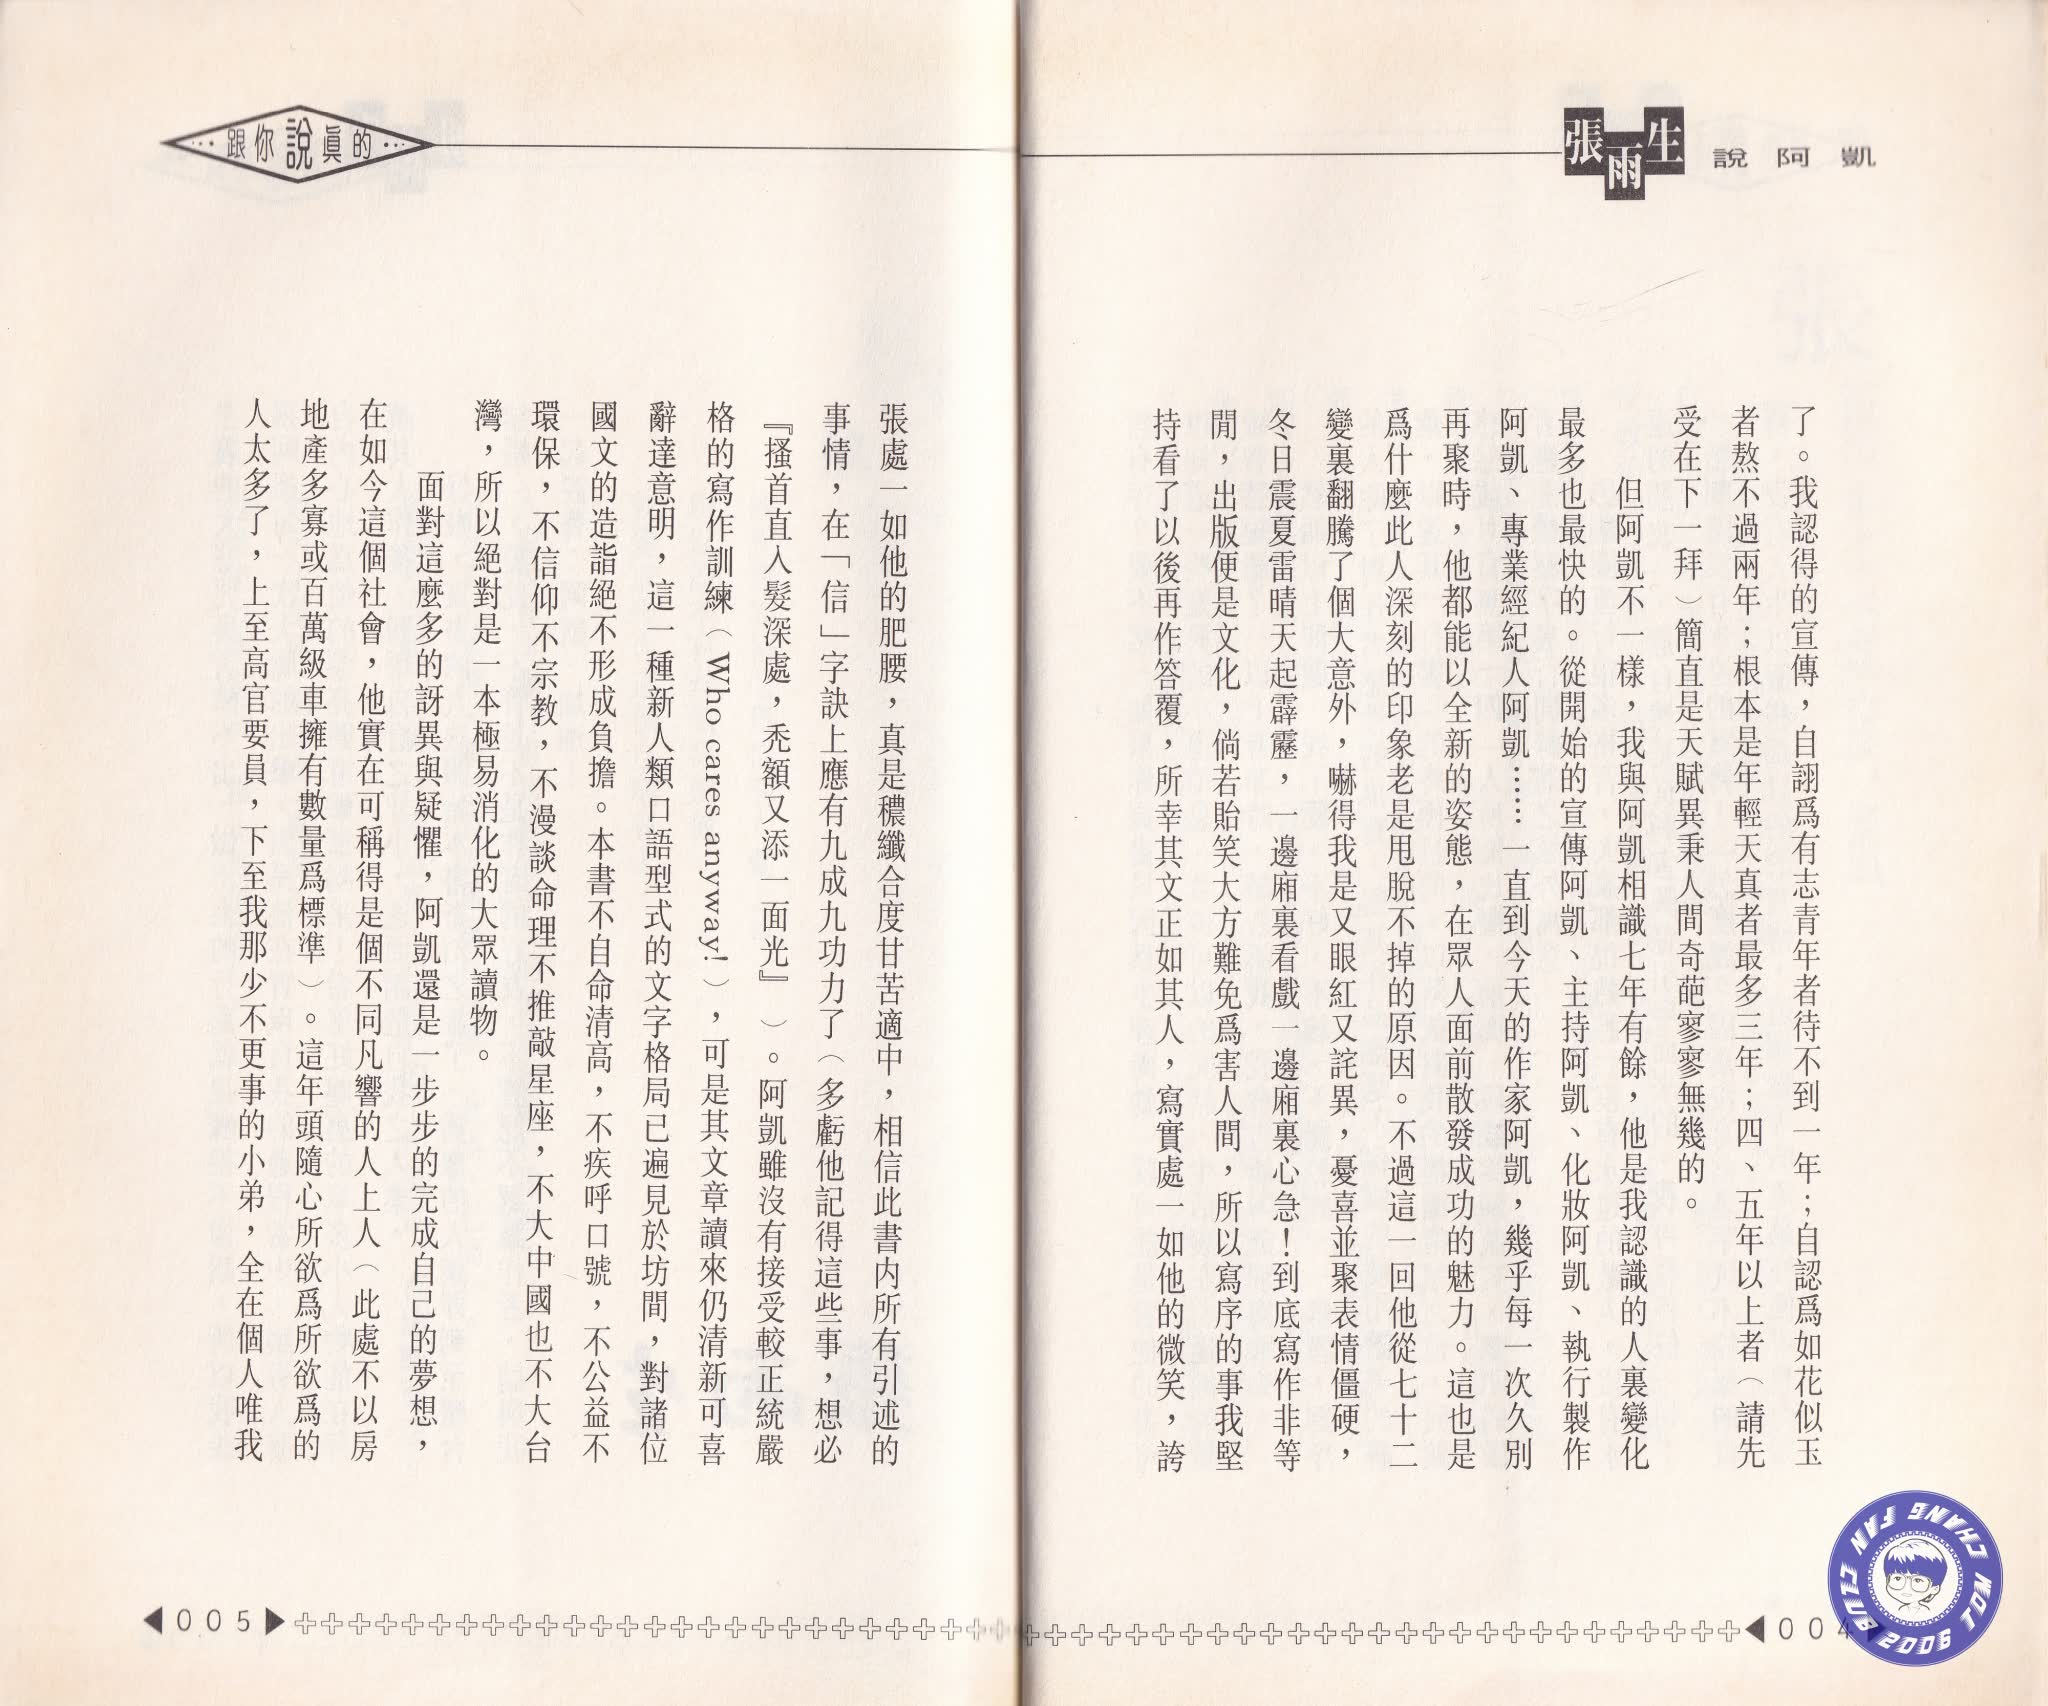 張雨生 說阿凱
了。我認得的宣傳，自詡爲有志青年者待不到一年；自認爲如花似玉
者熬不過兩年；根本是年輕天真者最多三年；四、五年以上者（請先
受在下一拜）簡直是天賦異秉人間奇葩寥寥無幾的。
但阿凱不一樣，我與阿凱相識七年有餘，他是我認識的人裏變化
最多也最快的。從開始的宣傳阿凱、主持阿凱、化妝阿凱、執行製作
阿凱、專業經紀人阿凱……一直到今天的作家阿凱，幾乎每一次久別
再聚時，他都能以全新的姿態，在眾人面前散發成功的魅力。這也是
爲什麼此人深刻的印象老是甩脫不掉的原因。不過這一回他從七十二
變裏翻騰了個大意外，嚇得我是又眼紅又詫異，憂喜並聚表情僵硬，
冬日震夏雷晴天起霹靂，一邊廂裏看戲一邊廂裏心急！到底寫作非等
閒，出版便是文化，倘若貽笑大方難免爲害人間，所以寫序的事我堅
持看了以後再作答覆，所幸其文正如其人，寫實處一如他的微笑，誇
004
跟你說真的
張處一如他的肥腰，真是穠纖合度甘苦適中，相信此書內所有引述的
事情，在「信」字訣上應有九成九功力了（多虧他記得這些事，想必
『搔首直入髮深處，禿額又添一面光』）。阿凱雖沒有接受較正統嚴
格的寫作訓練（Who cares anyway!），可是其文章讀來仍清新可喜
辭達意明，這一種新人類口語型式的文字格局已遍見於坊間，對諸位
國文的造詣絕不形成負擔。本書不自命清高，不疾呼口號，不公益不
環保，不信仰不宗教，不漫談命理不推敲星座，不大中國也不大台
灣，所以絕對是一本極易消化的大眾讀物。
面對這麼多的訝異與疑懼，阿凱還是一步步的完成自己的夢想，
在如今這個社會，他實在可稱得是個不同凡響的人上人（此處不以房
地產多寡或百萬級車擁有數量爲標準）。這年頭隨心所欲爲所欲爲的
人太多了，上至高官要員，下至我那少不更事的小弟，全在個人唯我
005
TOM CHANG FAN CLUB 2006